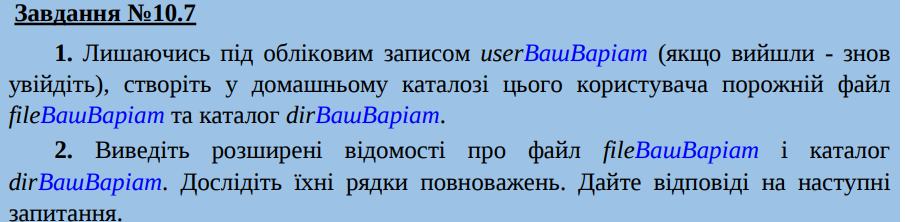 Завдання №10.7
1. Лишаючись під обліковим записом userВашВаріат (якщо вийшли - знов
увійдіть), створіть у домашньому каталозі цього користувача порожній файл
fileВашВаріат та каталог dirВашВаріат.
2. Виведіть розширені відомості про файл fileВашВаріат і каталог
dirВашВаріат. Дослідіть їхні рядки повноважень. Дайте відповіді на наступні
запитання.